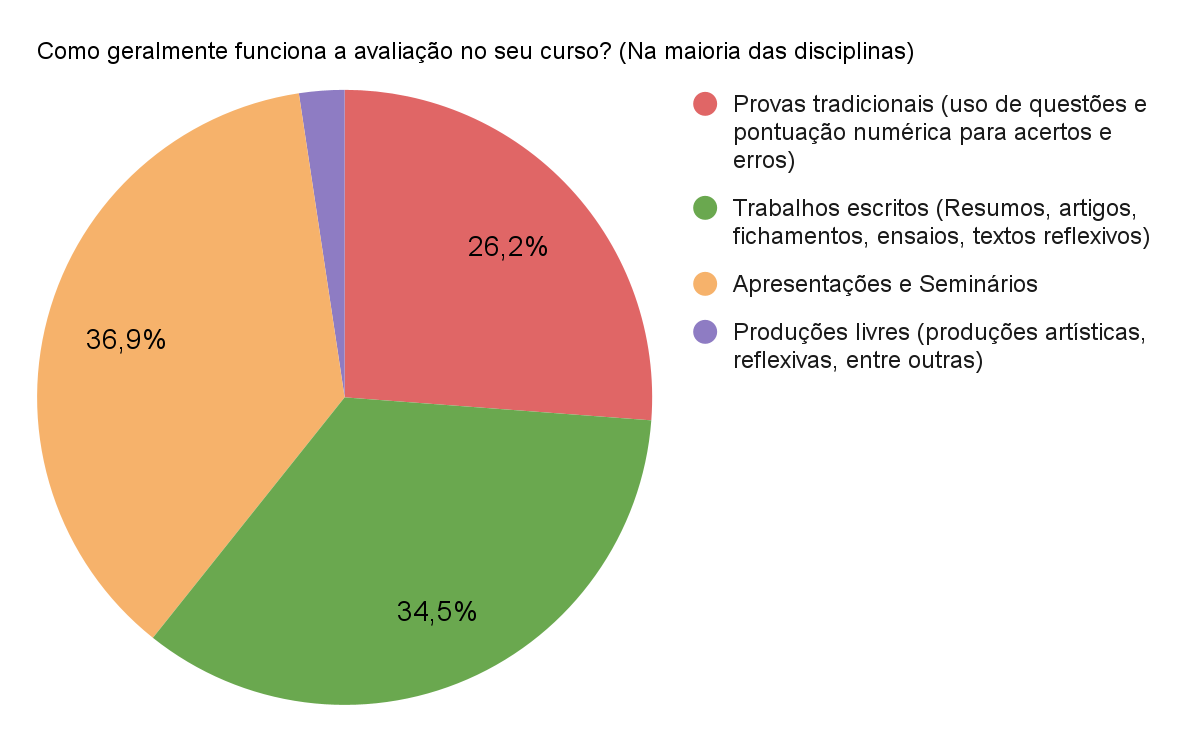 Como geralmente funciona a avaliação no seu curso? (Na maioria das disciplinas)
Provas tradicionais (uso de questões e
pontuação numérica para acertos e
erros)
Trabalhos escritos (Resumos, artigos,
fichamentos, ensaios, textos reflexivos)
Apresentações e Seminários
Produções livres (produções artísticas,
reflexivas, entre outras)
26,2%
36,9%
34,5%